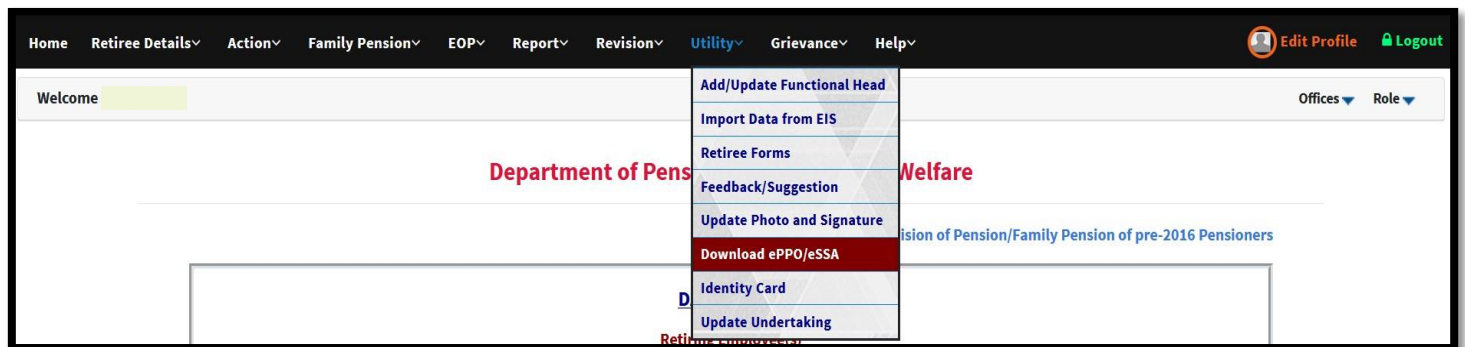 Home Retiree Details Action Family Pension EOP Report Revision Utility Grievance Help Edit Profile Logout
Welcome Offices Role
Add/Update Functional Head
Import Data from EIS
Retiree Forms
Department of Welfare
Feedback/Suggestion
Update Photo and Signature
of Pension/Family Pension of pre-2016 Pensioners
Download ePPO/eSSA
Identity Card
Update Undertaking